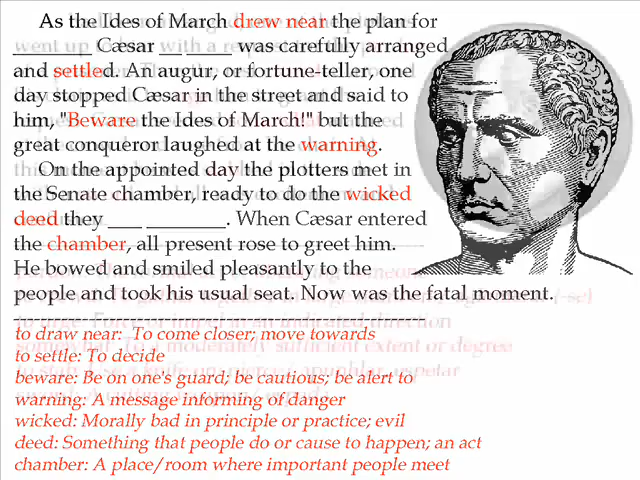 As the Ides of March drew near the plan for
_________ Cæsar ___ _____ was carefully arranged
and settled. An augur, or fortune-teller, one
day stopped Cæsar in the street and said to
him, "Beware the Ides of March!" but the
great conqueror laughed at the warning.
On the appointed day the plotters met in
the Senate chamber, ready to do the wicked
deed they ____ _________. When Cæsar entered
the chamber, all present rose to greet him.
He bowed and smiled pleasantly to the
people and took his usual seat. Now was the fatal moment.
to draw near: To come closer; move towards
to settle: To decide
beware: Be on one's guard; be cautious; be alert to
warning: A message informing of danger
wicked: Morally bad in principle or practice; evil
deed: Something that people do or cause to happen; an act
chamber: A place/room where important people meet